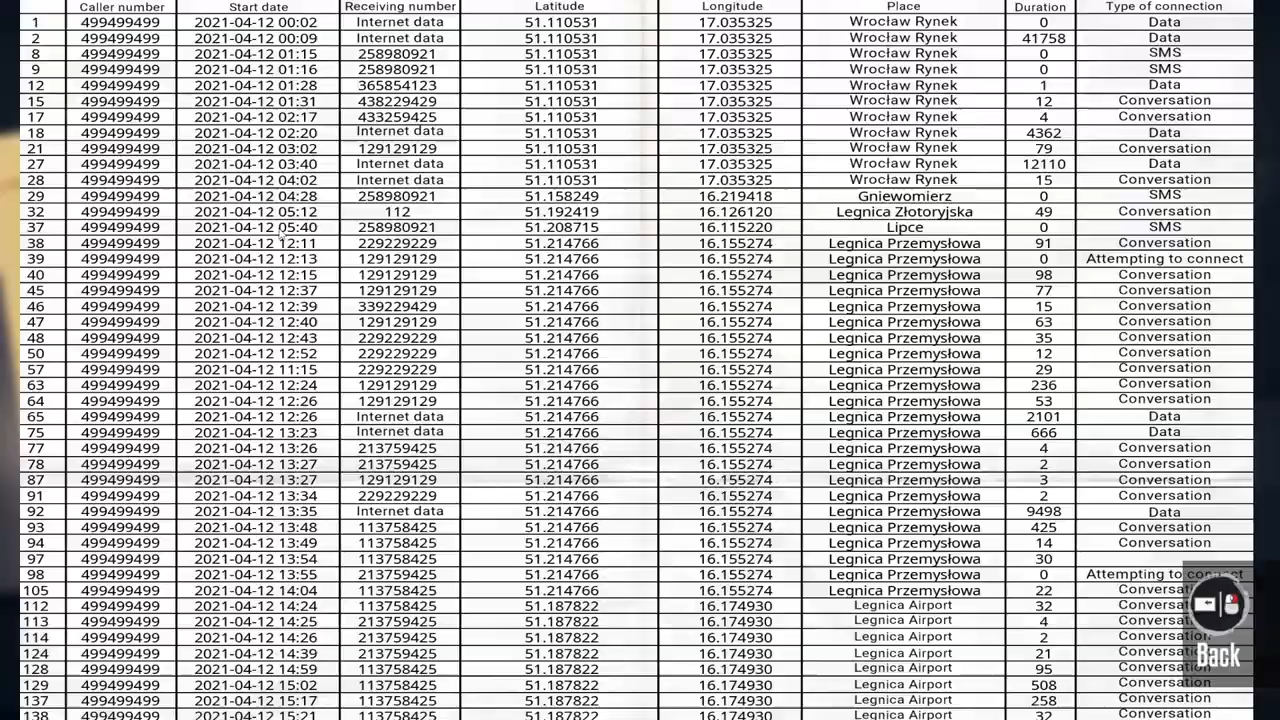 Caller number Start date Receiving number Latitude Longitude Place Duration Type of connection
1 499499499 2021-04-12 00:02 Internet data 51.110531 17.035325 Wrocław Rynek 0 Data
2 499499499 2021-04-12 00:09 Internet data 51.110531 17.035325 Wrocław Rynek 41758 Data
8 499499499 2021-04-12 01:15 258980921 51.110531 17.035325 Wrocław Rynek 0 SMS
9 499499499 2021-04-12 01:16 258980921 51.110531 17.035325 Wrocław Rynek 0 SMS
12 499499499 2021-04-12 01:28 365854123 51.110531 17.035325 Wrocław Rynek 1 Data
15 499499499 2021-04-12 01:31 438229429 51.110531 17.035325 Wrocław Rynek 12 Conversation
17 499499499 2021-04-12 02:17 433259425 51.110531 17.035325 Wrocław Rynek 4 Conversation
18 499499499 2021-04-12 02:20 Internet data 51.110531 17.035325 Wrocław Rynek 4362 Data
21 499499499 2021-04-12 03:02 129129129 51.110531 17.035325 Wrocław Rynek 79 Conversation
27 499499499 2021-04-12 03:40 Internet data 51.110531 17.035325 Wrocław Rynek 12110 Data
28 499499499 2021-04-12 04:02 Internet data 51.110531 17.035325 Wrocław Rynek 15 Conversation
29 499499499 2021-04-12 04:28 258980921 51.158249 16.219418 Gniewomierz 0 SMS
32 499499499 2021-04-12 05:12 112 51.192419 16.126120 Legnica Złotoryjska 49 Conversation
37 499499499 2021-04-12 05:40 258980921 51.208715 16.115220 Lipce 0 SMS
38 499499499 2021-04-12 12:11 229229229 51.214766 16.155274 Legnica Przemysłowa 91 Conversation
39 499499499 2021-04-12 12:13 129129129 51.214766 16.155274 Legnica Przemysłowa 0 Attempting to connect
40 499499499 2021-04-12 12:15 129129129 51.214766 16.155274 Legnica Przemysłowa 98 Conversation
45 499499499 2021-04-12 12:37 129129129 51.214766 16.155274 Legnica Przemysłowa 77 Conversation
46 499499499 2021-04-12 12:39 339229229 51.214766 16.155274 Legnica Przemysłowa 15 Conversation
47 499499499 2021-04-12 12:40 129129129 51.214766 16.155274 Legnica Przemysłowa 63 Conversation
48 499499499 2021-04-12 12:43 229229229 51.214766 16.155274 Legnica Przemysłowa 35 Conversation
50 499499499 2021-04-12 12:52 229229229 51.214766 16.155274 Legnica Przemysłowa 12 Conversation
57 499499499 2021-04-12 11:15 229229229 51.214766 16.155274 Legnica Przemysłowa 29 Conversation
63 499499499 2021-04-12 12:24 129129129 51.214766 16.155274 Legnica Przemysłowa 236 Conversation
64 499499499 2021-04-12 12:26 129129129 51.214766 16.155274 Legnica Przemysłowa 53 Conversation
65 499499499 2021-04-12 12:26 Internet data 51.214766 16.155274 Legnica Przemysłowa 2101 Data
75 499499499 2021-04-12 13:23 Internet data 51.214766 16.155274 Legnica Przemysłowa 666 Data
77 499499499 2021-04-12 13:26 213759425 51.214766 16.155274 Legnica Przemysłowa 4 Conversation
78 499499499 2021-04-12 13:27 213759425 51.214766 16.155274 Legnica Przemysłowa 2 Conversation
87 499499499 2021-04-12 13:27 129129129 51.214766 16.155274 Legnica Przemysłowa 3 Conversation
91 499499499 2021-04-12 13:34 229229229 51.214766 16.155274 Legnica Przemysłowa 2 Conversation
92 499499499 2021-04-12 13:35 Internet data 51.214766 16.155274 Legnica Przemysłowa 9498 Data
93 499499499 2021-04-12 13:48 113758425 51.214766 16.155274 Legnica Przemysłowa 425 Conversation
94 499499499 2021-04-12 13:49 113758425 51.214766 16.155274 Legnica Przemysłowa 14 Conversation
97 499499499 2021-04-12 13:54 113758425 51.214766 16.155274 Legnica Przemysłowa 30
98 499499499 2021-04-12 13:55 213759425 51.214766 16.155274 Legnica Przemysłowa 0 Attempting to connect
105 499499499 2021-04-12 14:04 113758425 51.214766 16.155274 Legnica Przemysłowa 22 Conversation
112 499499499 2021-04-12 14:24 113758425 51.187822 16.174930 Legnica Airport 32 Conversation
113 499499499 2021-04-12 14:25 213759425 51.187822 16.174930 Legnica Airport 4 Conversation
114 499499499 2021-04-12 14:26 213759425 51.187822 16.174930 Legnica Airport 2 Conversation
124 499499499 2021-04-12 14:39 213759425 51.187822 16.174930 Legnica Airport 21 Conversation
128 499499499 2021-04-12 14:59 113758425 51.187822 16.174930 Legnica Airport 95 Conversation
129 499499499 2021-04-12 15:02 113758425 51.187822 16.174930 Legnica Airport 508 Conversation
137 499499499 2021-04-12 15:17 113758425 51.187822 16.174930 Legnica Airport 258 Conversation
138 499499499 2021-04-12 15:21 113758425 51.187822 16.174930 Legnica Airport 32 Conversation
Back